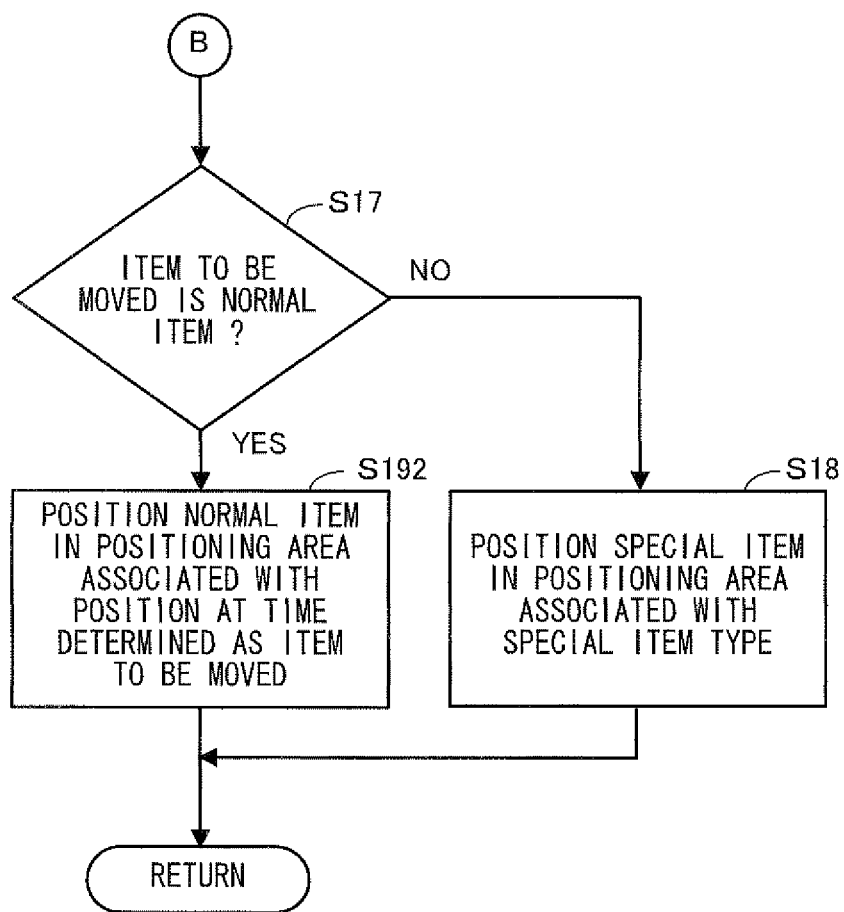 B
S17
ITEM TO BE
MOVED IS NORMAL
ITEM ?
NO
YES
S192
POSITION NORMAL ITEM
IN POSITIONING AREA
ASSOCIATED WITH
POSITION AT TIME
DETERMINED AS ITEM
TO BE MOVED
S18
POSITION SPECIAL ITEM
IN POSITIONING AREA
ASSOCIATED WITH
SPECIAL ITEM TYPE
RETURN